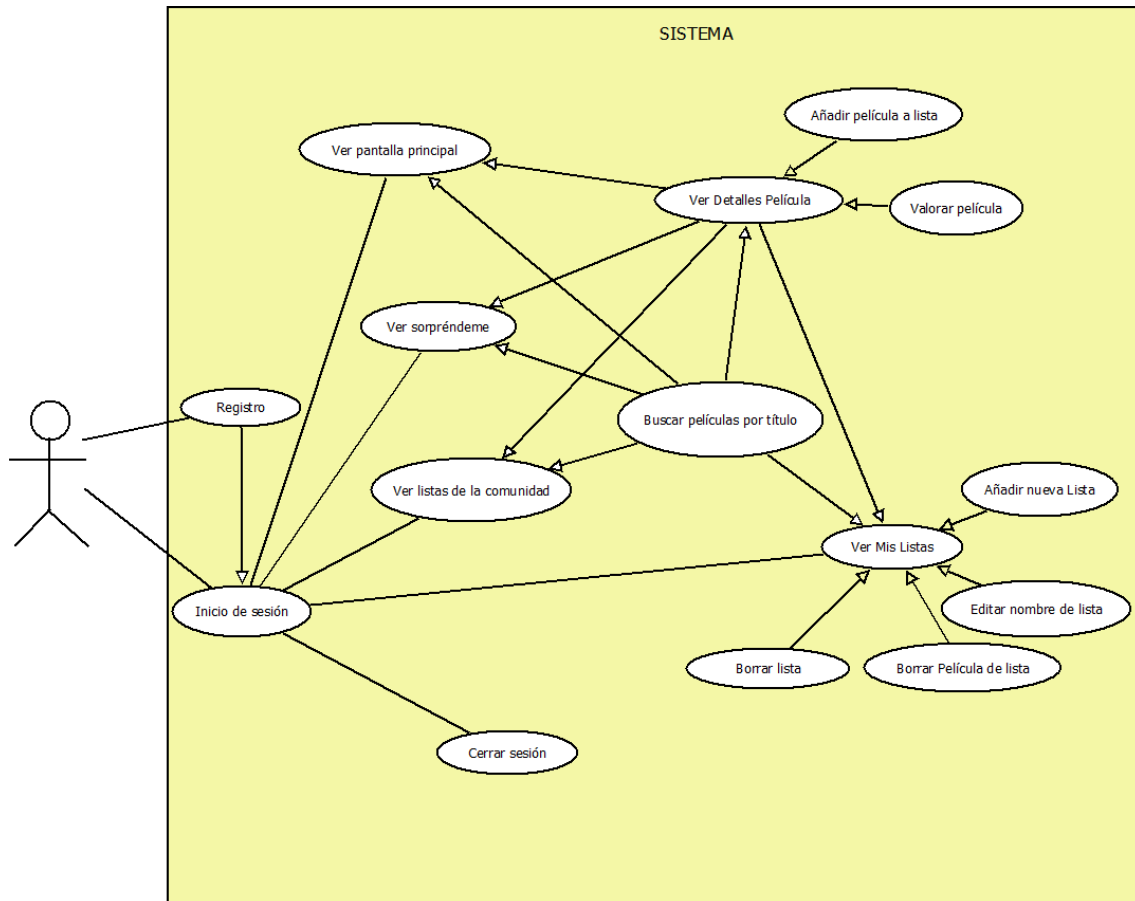 SISTEMA
Añadir película a lista
Ver pantalla principal
Ver Detalles Película
Valorar película
Ver sorpréndeme
Registro
Buscar películas por título
Ver listas de la comunidad
Añadir nueva Lista
Ver Mis Listas
Inicio de sesión
Editar nombre de lista
Borrar lista
Borrar Película de lista
Cerrar sesión